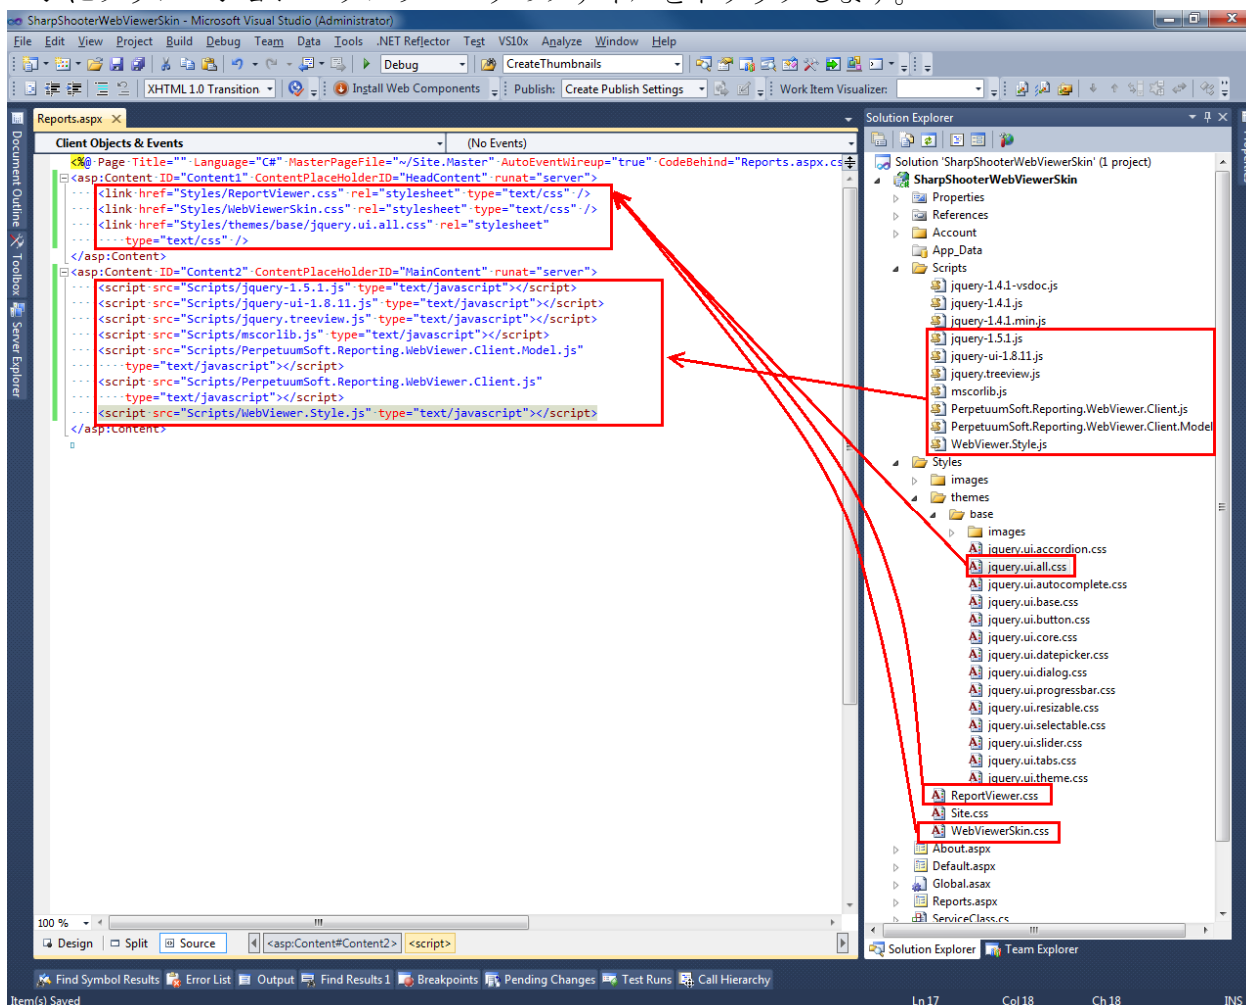 SharpShooterWebViewerSkin - Microsoft Visual Studio (Administrator)
File Edit View Project Build Debug Team Data Tools .NET Reflector Test VS10x Analyze Window Help
Debug CreateThumbnails
XHTML 1.0 Transition Install Web Components Publish: Create Publish Settings Work Item Visualizer:
Document Outline
Toolbox
Server Explorer
Reports.aspx
Client Objects & Events (No Events)
<%@ Page Title="" Language="C#" MasterPageFile="~/Site.Master" AutoEventWireup="true" CodeBehind="Reports.aspx.cs
<asp:Content ID="Content1" ContentPlaceHolderID="HeadContent" runat="server">
<link href="Styles/ReportViewer.css" rel="stylesheet" type="text/css" />
<link href="Styles/WebViewerSkin.css" rel="stylesheet" type="text/css" />
<link href="Styles/themes/base/jquery.ui.all.css" rel="stylesheet"
type="text/css" />
</asp:Content>
<asp:Content ID="Content2" ContentPlaceHolderID="MainContent" runat="server">
<script src="Scripts/jquery-1.5.1.js" type="text/javascript"></script>
<script src="Scripts/jquery-ui-1.8.11.js" type="text/javascript"></script>
<script src="Scripts/jquery.treeview.js" type="text/javascript"></script>
<script src="Scripts/mscorlib.js" type="text/javascript"></script>
<script src="Scripts/PerpetuumSoft.Reporting.WebViewer.Client.Model.js"
type="text/javascript"></script>
<script src="Scripts/PerpetuumSoft.Reporting.WebViewer.Client.js"
type="text/javascript"></script>
<script src="Scripts/WebViewer.Style.js" type="text/javascript"></script>
</asp:Content>
100 %
Design Split Source <asp:Content#Content2> <script>
Solution Explorer
Solution 'SharpShooterWebViewerSkin' (1 project)
SharpShooterWebViewerSkin
Properties
References
Account
App_Data
Scripts
jquery-1.4.1-vsdoc.js
jquery-1.4.1.js
jquery-1.4.1.min.js
jquery-1.5.1.js
jquery-ui-1.8.11.js
jquery.treeview.js
mscorlib.js
PerpetuumSoft.Reporting.WebViewer.Client.js
PerpetuumSoft.Reporting.WebViewer.Client.Model
WebViewer.Style.js
Styles
images
themes
base
images
jquery.ui.accordion.css
jquery.ui.all.css
jquery.ui.autocomplete.css
jquery.ui.base.css
jquery.ui.button.css
jquery.ui.core.css
jquery.ui.datepicker.css
jquery.ui.dialog.css
jquery.ui.progressbar.css
jquery.ui.resizable.css
jquery.ui.selectable.css
jquery.ui.slider.css
jquery.ui.tabs.css
jquery.ui.theme.css
ReportViewer.css
Site.css
WebViewerSkin.css
About.aspx
Default.aspx
Global.asax
Reports.aspx
ServiceClass.cs
Solution Explorer Team Explorer
Find Symbol Results Error List Output Find Results 1 Breakpoints Pending Changes Test Runs Call Hierarchy
Item(s) Saved Ln 17 Col 18 Ch 18 INS